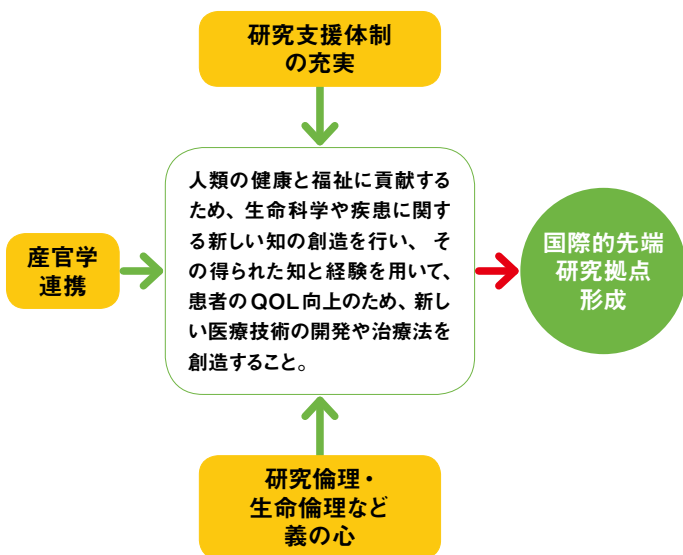 研究支援体制
の充実
人類の健康と福祉に貢献する
ため、生命科学や疾患に関す
る新しい知の創造を行い、そ
の得られた知と経験を用いて、
患者のQOL向上のため、新し
い医療技術の開発や治療法を
創造すること。
産官学
連携
国際的先端
研究拠点
形成
研究倫理・
生命倫理など
義の心